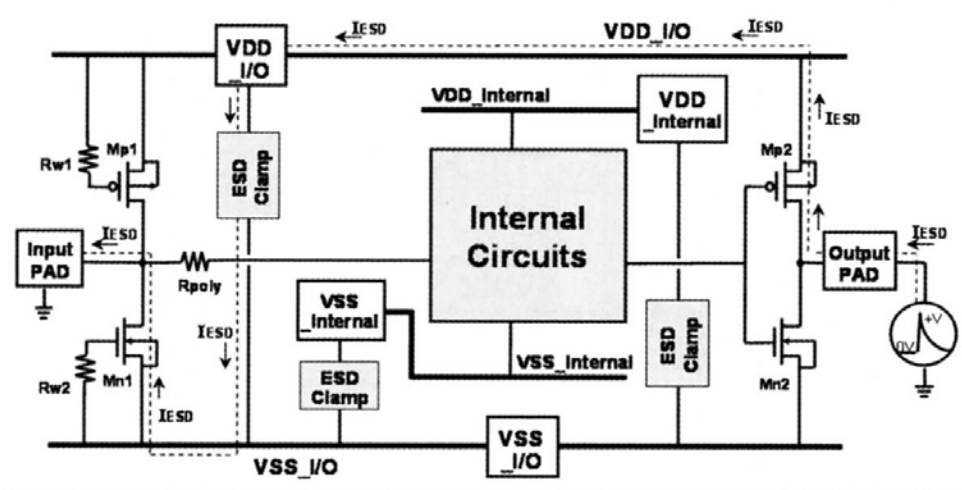 IESD
IESD
VDD_I/O
IESD
VDD
_I/O
VDD_Internal
VDD
_Internal
IESD
Rw1
Mp1
ESD
Clamp
Mp2
Internal
Circuits
IESD
Input
PAD
Rpoly
IESD
Output
PAD
VSS
_Internal
IESD
+V
0V
Rw2
Mn1
IESD
VSS_Internal
ESD
Clamp
ESD
Clamp
Mn2
VSS_I/O
VSS
_I/O